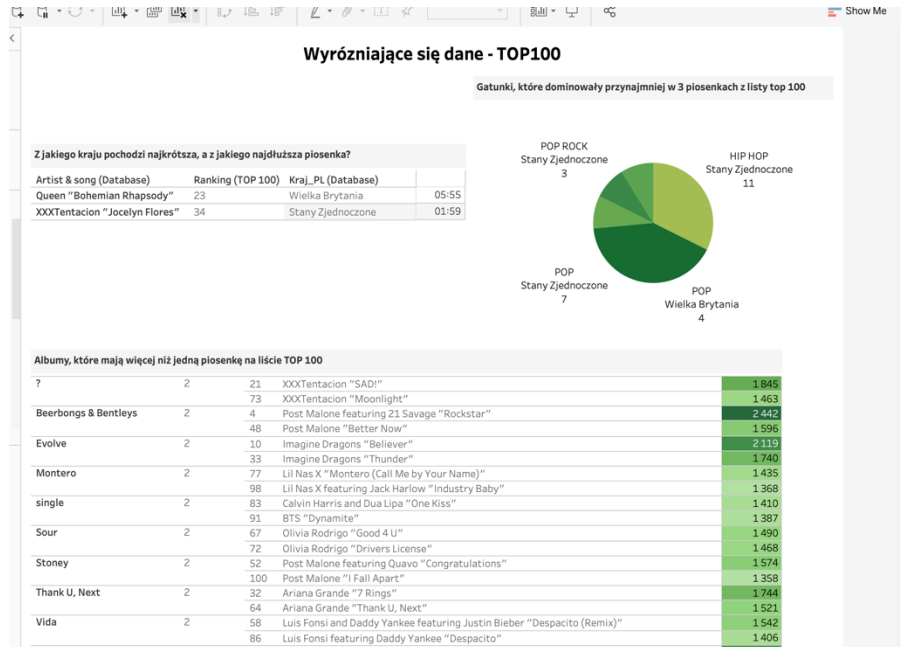 Show Me
Wyrózniające się dane - TOP100
Gatunki, które dominowały przynajmniej w 3 piosenkach z listy top 100
Z jakiego kraju pochodzi najkrótsza, a z jakiego najdłuższa piosenka?
Artist & song (Database) Ranking (TOP 100) Kraj_PL (Database)
Queen "Bohemian Rhapsody" 23 Wielka Brytania 05:55
XXXTentacion "Jocelyn Flores" 34 Stany Zjednoczone 01:59
POP ROCK
Stany Zjednoczone
3
HIP HOP
Stany Zjednoczone
11
POP
Stany Zjednoczone
7
POP
Wielka Brytania
4
Albumy, które mają więcej niż jedną piosenkę na liście TOP 100
? 2 21 XXXTentacion "SAD!" 1 845
73 XXXTentacion "Moonlight" 1 463
Beerbongs & Bentleys 2 4 Post Malone featuring 21 Savage "Rockstar" 2 442
48 Post Malone "Better Now" 1 596
Evolve 2 10 Imagine Dragons "Believer" 2 119
33 Imagine Dragons "Thunder" 1 740
Montero 2 77 Lil Nas X "Montero (Call Me by Your Name)" 1 435
98 Lil Nas X featuring Jack Harlow "Industry Baby" 1 368
single 2 83 Calvin Harris and Dua Lipa "One Kiss" 1 410
91 BTS "Dynamite" 1 387
Sour 2 67 Olivia Rodrigo "Good 4 U" 1 490
72 Olivia Rodrigo "Drivers License" 1 468
Stoney 2 52 Post Malone featuring Quavo "Congratulations" 1 574
100 Post Malone "I Fall Apart" 1 358
Thank U, Next 2 32 Ariana Grande "7 Rings" 1 744
64 Ariana Grande "Thank U, Next" 1 521
Vida 2 58 Luis Fonsi and Daddy Yankee featuring Justin Bieber "Despacito (Remix)" 1 542
86 Luis Fonsi featuring Daddy Yankee "Despacito" 1 406